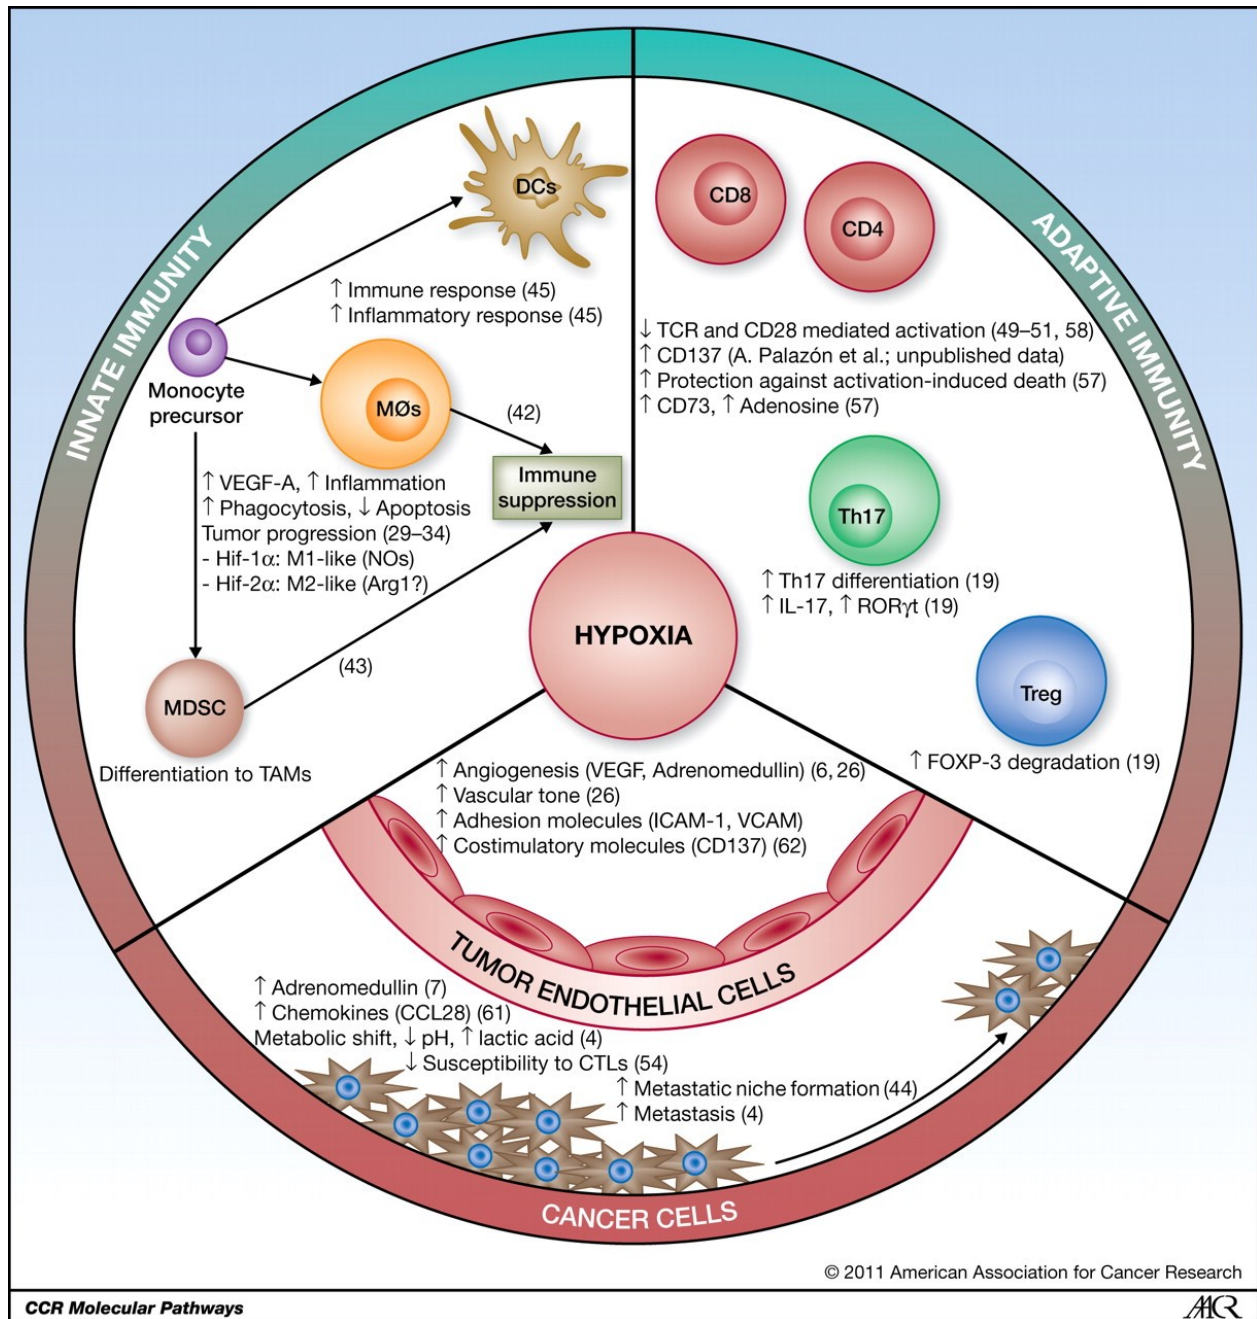 INNATE IMMUNITY
DCs
↑ Immune response (45)
↑ Inflammatory response (45)
Monocyte
precursor
MØs
(42)
Immune
suppression
↑ VEGF-A, ↑ Inflammation
↑ Phagocytosis, ↓ Apoptosis
Tumor progression (29–34)
- Hif-1α: M1-like (NOs)
- Hif-2α: M2-like (Arg1?)
(43)
MDSC
Differentiation to TAMs
ADAPTIVE IMMUNITY
CD8
CD4
↓ TCR and CD28 mediated activation (49–51, 58)
↑ CD137 (A. Palazón et al.; unpublished data)
↑ Protection against activation-induced death (57)
↑ CD73, ↑ Adenosine (57)
Th17
↑ Th17 differentiation (19)
↑ IL-17, ↑ RORγt (19)
Treg
↑ FOXP-3 degradation (19)
HYPOXIA
↑ Angiogenesis (VEGF, Adrenomedullin) (6, 26)
↑ Vascular tone (26)
↑ Adhesion molecules (ICAM-1, VCAM)
↑ Costimulatory molecules (CD137) (62)
TUMOR ENDOTHELIAL CELLS
↑ Adrenomedullin (7)
↑ Chemokines (CCL28) (61)
Metabolic shift, ↓ pH, ↑ lactic acid (4)
↓ Susceptibility to CTLs (54)
↑ Metastatic niche formation (44)
↑ Metastasis (4)
CANCER CELLS
© 2011 American Association for Cancer Research
CCR Molecular Pathways
AACR